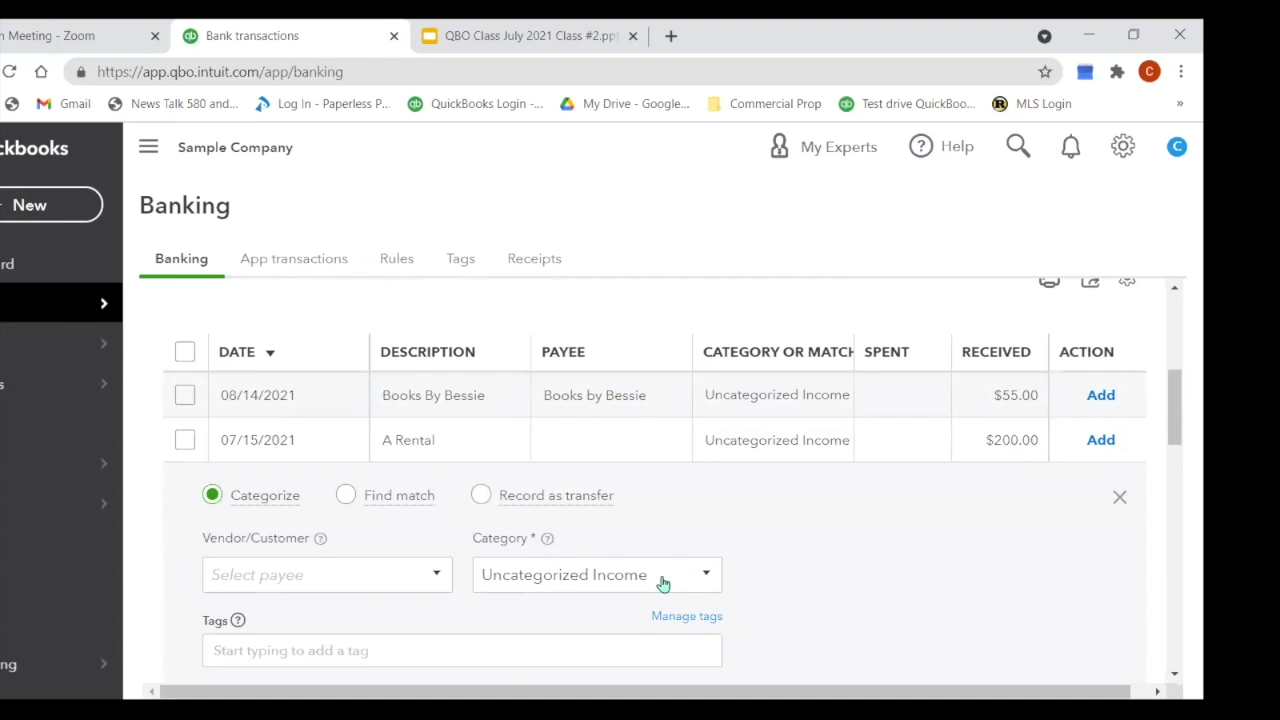 n Meeting - Zoom
Bank transactions
QBO Class July 2021 Class #2.ppt
https://app.qbo.intuit.com/app/banking
Gmail
News Talk 580 and...
Log In - Paperless P...
QuickBooks Login -...
My Drive - Google...
Commercial Prop
Test drive QuickBoo...
MLS Login
»
ckbooks
Sample Company
My Experts
Help
C
New
Banking
rd
Banking
App transactions
Rules
Tags
Receipts
DATE
DESCRIPTION
PAYEE
CATEGORY OR MATCH
SPENT
RECEIVED
ACTION
08/14/2021
Books By Bessie
Books by Bessie
Uncategorized Income
$55.00
Add
07/15/2021
A Rental
Uncategorized Income
$200.00
Add
Categorize
Find match
Record as transfer
Vendor/Customer
Category *
Select payee
Uncategorized Income
Tags
Manage tags
Start typing to add a tag
s
ng